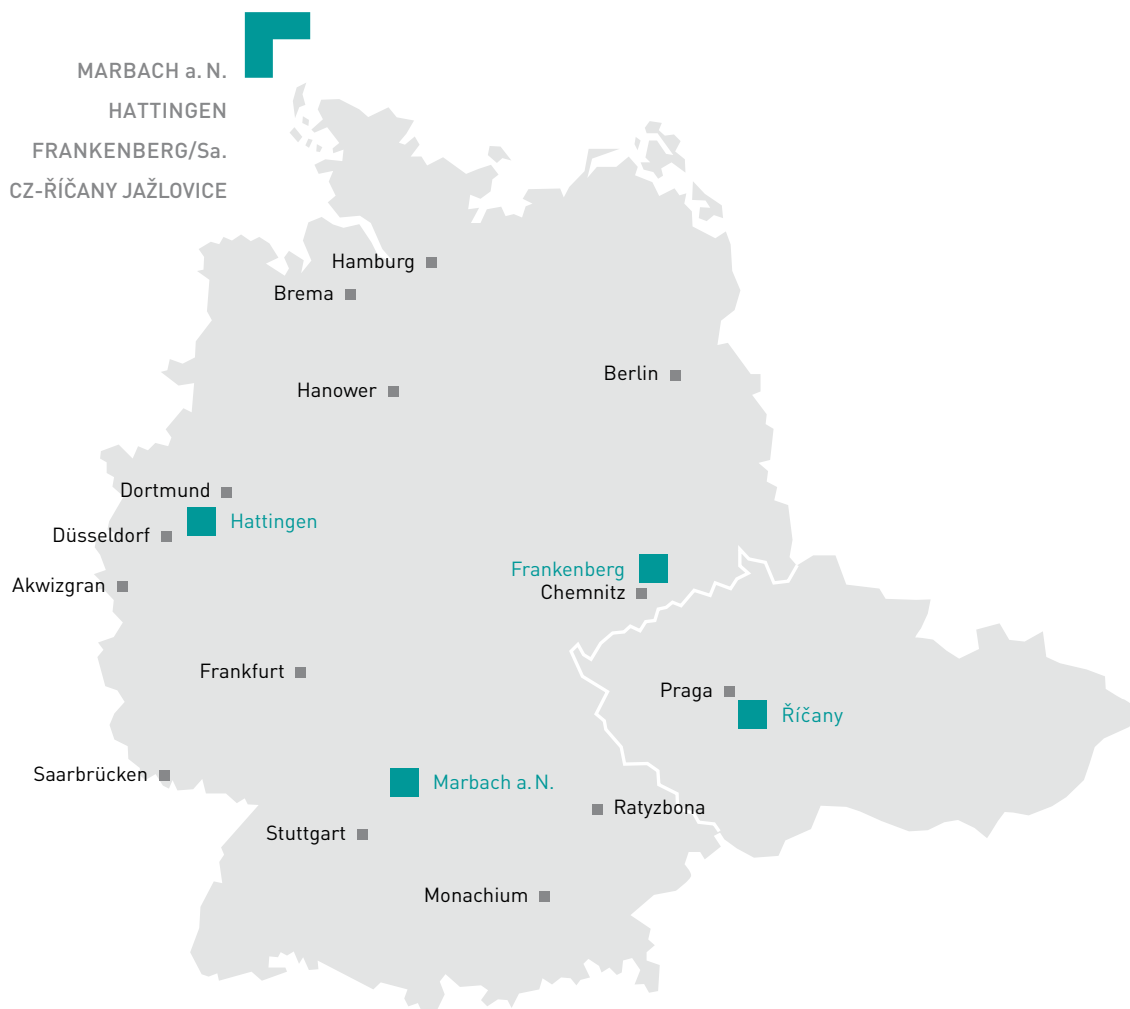 MARBACH a. N.
HATTINGEN
FRANKENBERG/Sa.
CZ-ŘÍČANY JAŽLOVICE
Hamburg
Brema
Berlin
Hanower
Dortmund
Hattingen
Düsseldorf
Frankenberg
Akwizgran
Chemnitz
Frankfurt
Praga
Říčany
Saarbrücken
Marbach a. N.
Ratyzbona
Stuttgart
Monachium